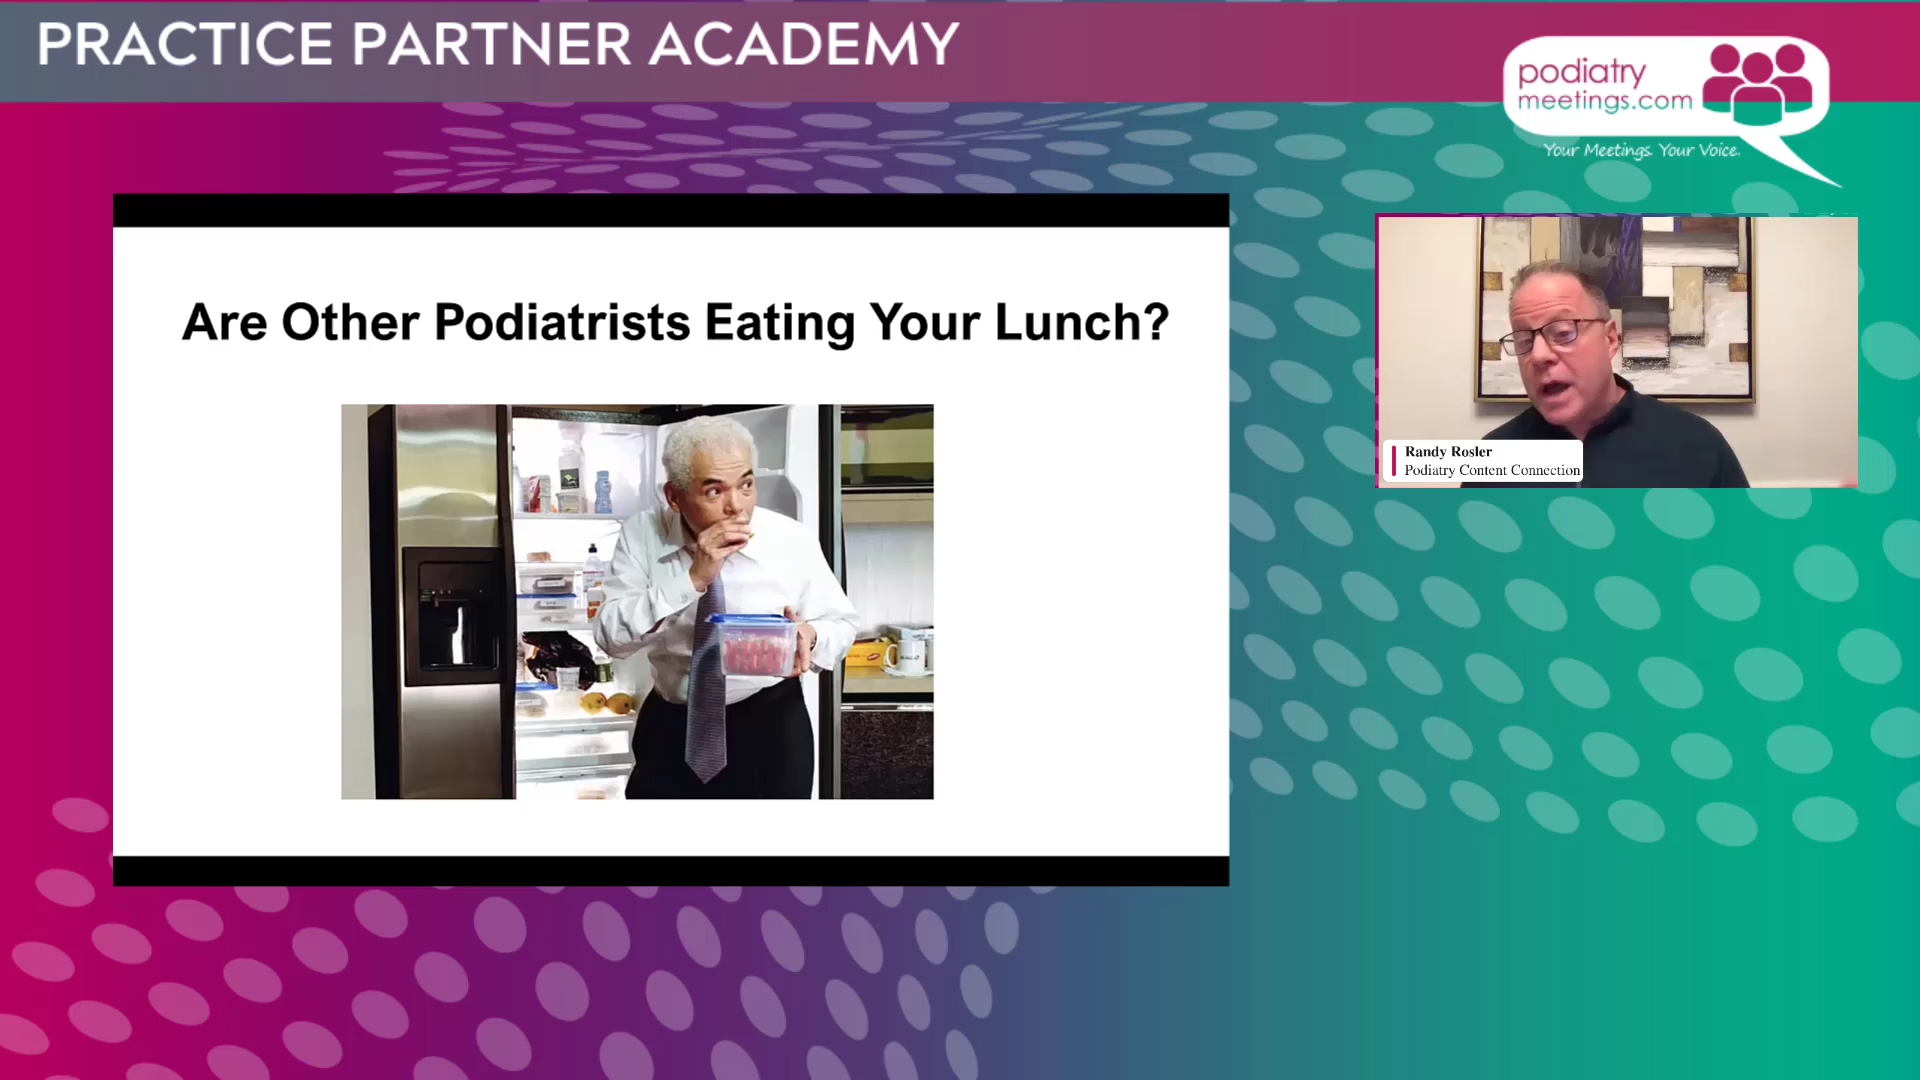 PRACTICE PARTNER ACADEMY
podiatry
meetings.com
Your Meetings. Your Voice.
Are Other Podiatrists Eating Your Lunch?
Randy Rosler
Podiatry Content Connection